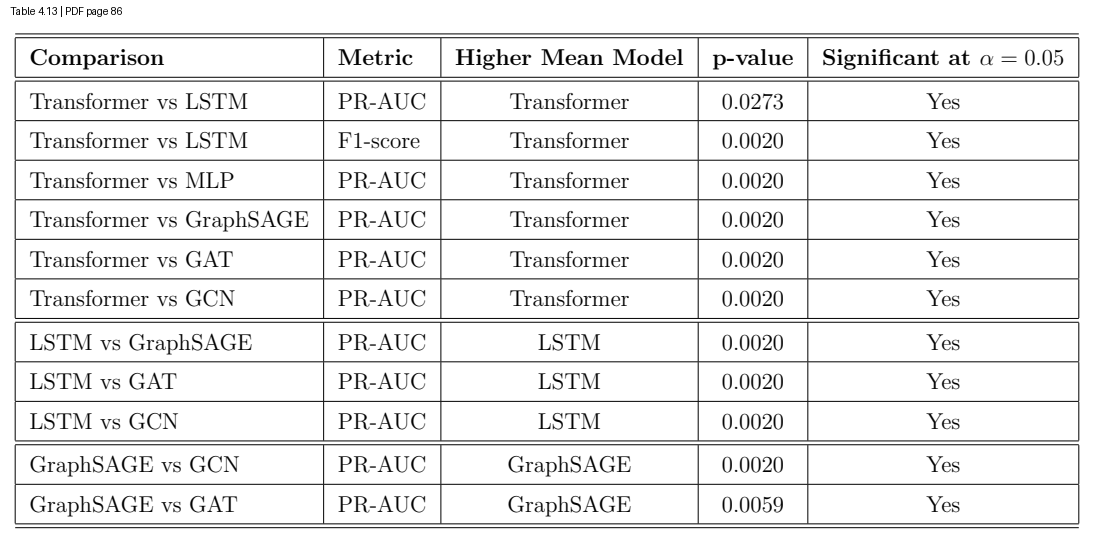 Table 4.13 | PDF page 86
Comparison Metric Higher Mean Model p-value Significant at α = 0.05
Transformer vs LSTM PR-AUC Transformer 0.0273 Yes
Transformer vs LSTM F1-score Transformer 0.0020 Yes
Transformer vs MLP PR-AUC Transformer 0.0020 Yes
Transformer vs GraphSAGE PR-AUC Transformer 0.0020 Yes
Transformer vs GAT PR-AUC Transformer 0.0020 Yes
Transformer vs GCN PR-AUC Transformer 0.0020 Yes
LSTM vs GraphSAGE PR-AUC LSTM 0.0020 Yes
LSTM vs GAT PR-AUC LSTM 0.0020 Yes
LSTM vs GCN PR-AUC LSTM 0.0020 Yes
GraphSAGE vs GCN PR-AUC GraphSAGE 0.0020 Yes
GraphSAGE vs GAT PR-AUC GraphSAGE 0.0059 Yes